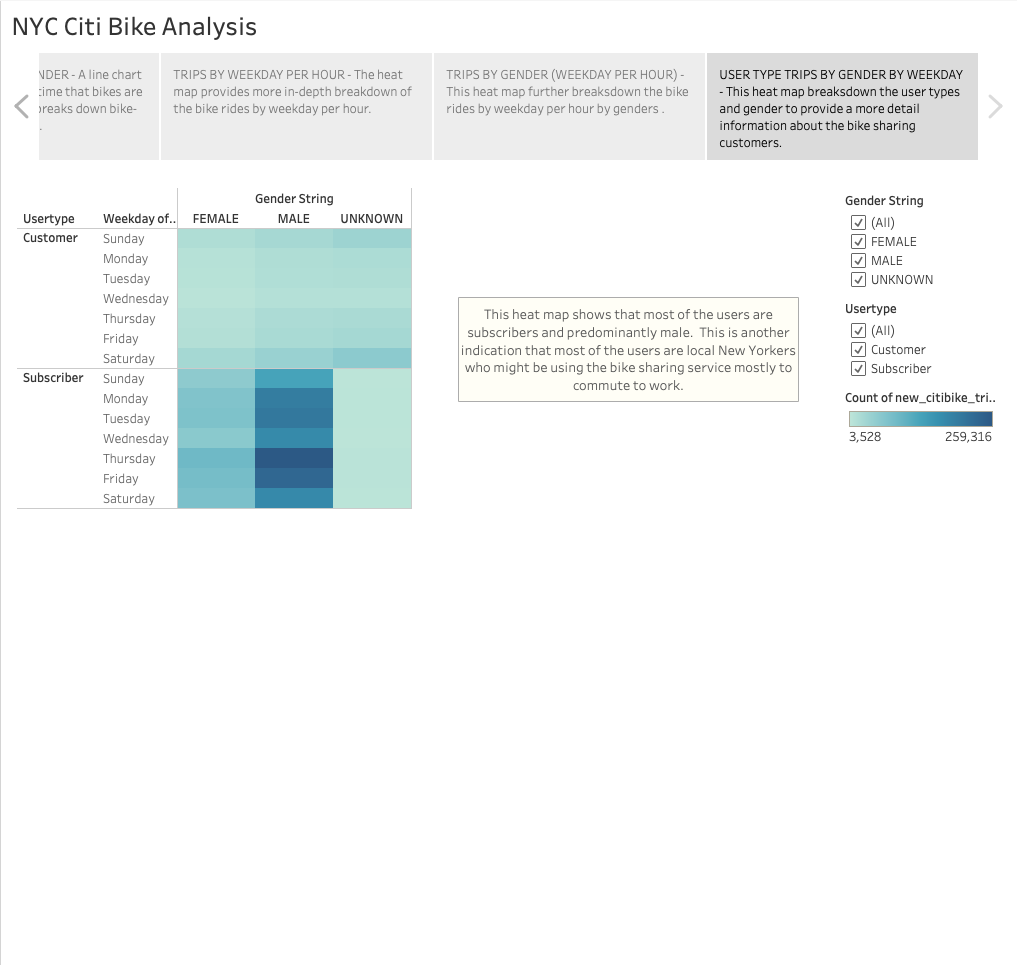 NYC Citi Bike Analysis
NDER - A line chart
time that bikes are
breaks down bike-
.
TRIPS BY WEEKDAY PER HOUR - The heat
map provides more in-depth breakdown of
the bike rides by weekday per hour.
TRIPS BY GENDER (WEEKDAY PER HOUR) -
This heat map further breaksdown the bike
rides by weekday per hour by genders .
USER TYPE TRIPS BY GENDER BY WEEKDAY
- This heat map breaksdown the user types
and gender to provide a more detail
information about the bike sharing
customers.
Gender String
Usertype Weekday of.. FEMALE MALE UNKNOWN
Customer Sunday
Monday
Tuesday
Wednesday
Thursday
Friday
Saturday
Subscriber Sunday
Monday
Tuesday
Wednesday
Thursday
Friday
Saturday
This heat map shows that most of the users are
subscribers and predominantly male. This is another
indication that most of the users are local New Yorkers
who might be using the bike sharing service mostly to
commute to work.
Gender String
(All)
FEMALE
MALE
UNKNOWN
Usertype
(All)
Customer
Subscriber
Count of new_citibike_tri..
3,528 259,316